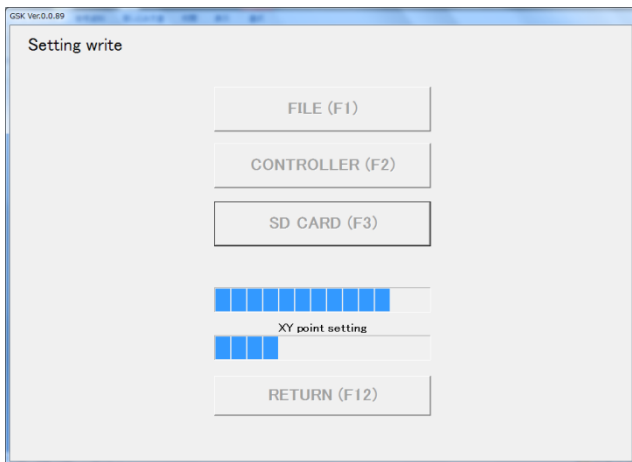 GSK Ver.0.0.89
Setting write
FILE (F1)
CONTROLLER (F2)
SD CARD (F3)
XY point setting
RETURN (F12)